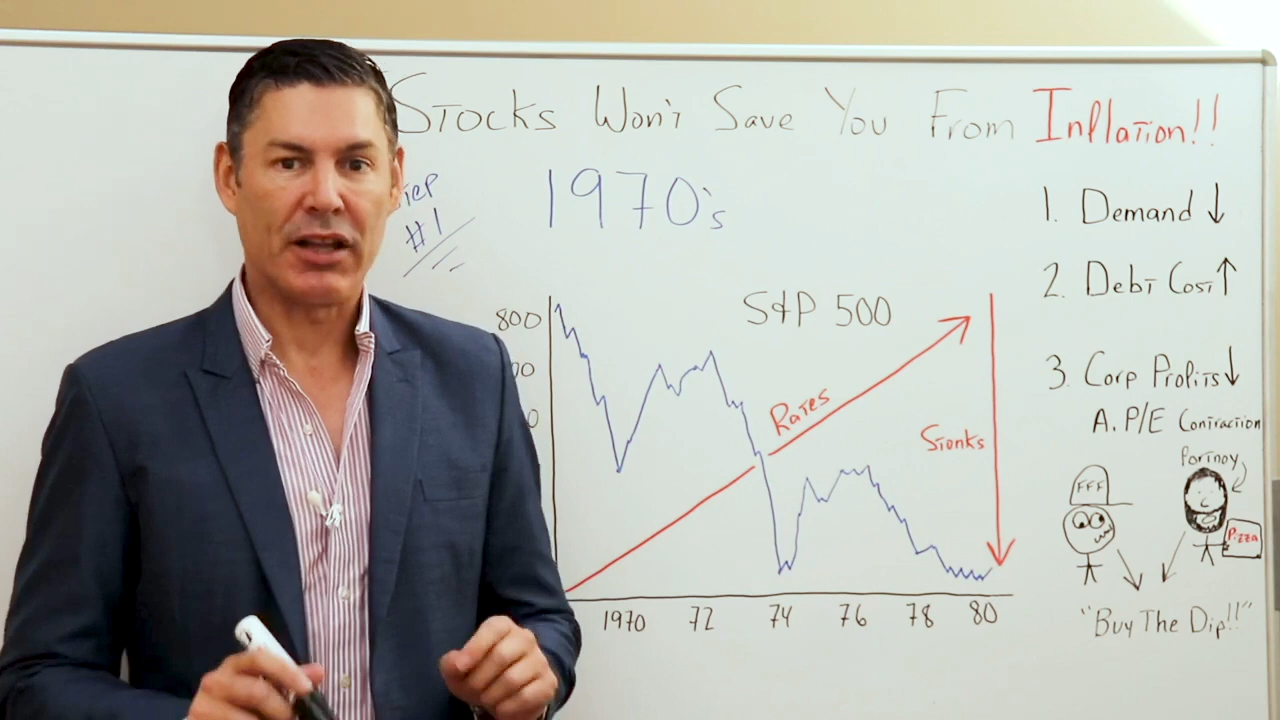 Stocks Won't Save You From Inflation!!
#1
1970's
1. Demand ↓
2. Debt Cost ↑
3. Corp Profits ↓
A. P/E Contraction
S&P 500
800
Rates
Stonks
1970 72 74 76 78 80
Portnoy
FFF
Pizza
"Buy The Dip!!"